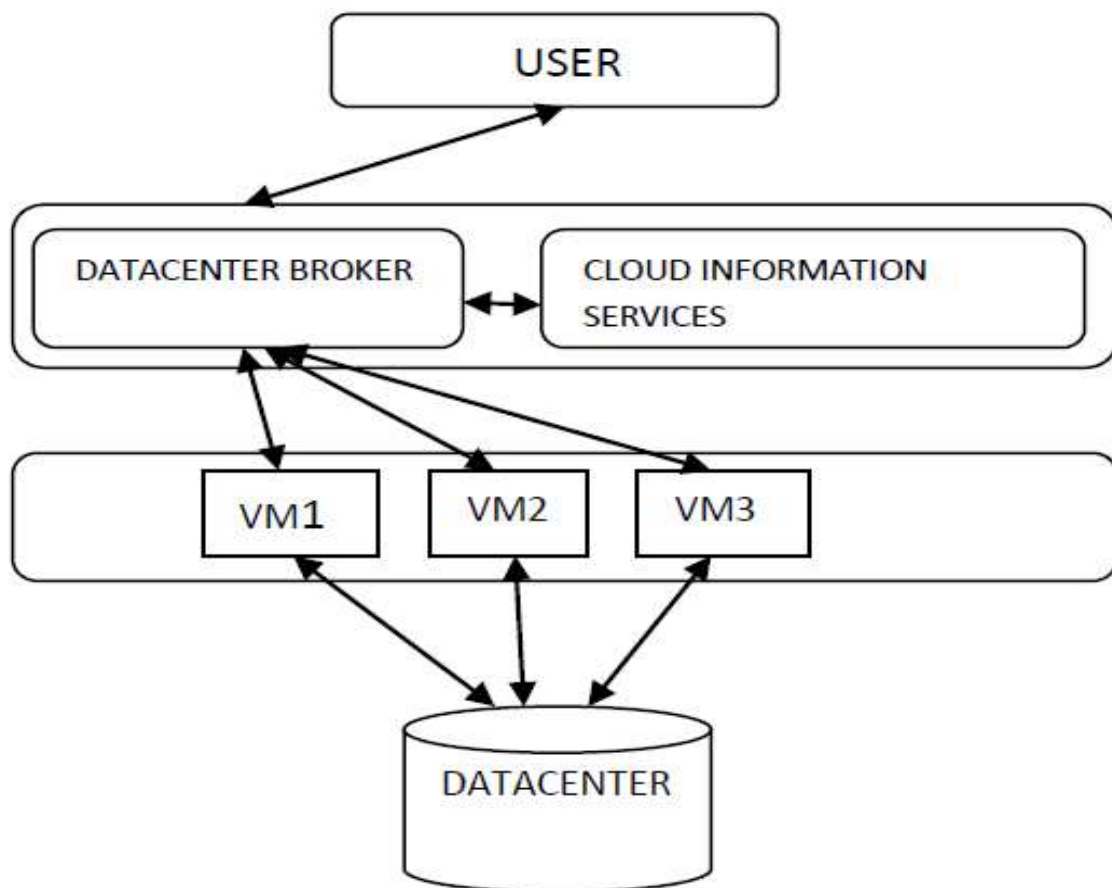 USER
DATACENTER BROKER
CLOUD INFORMATION
SERVICES
VM1
VM2
VM3
DATACENTER